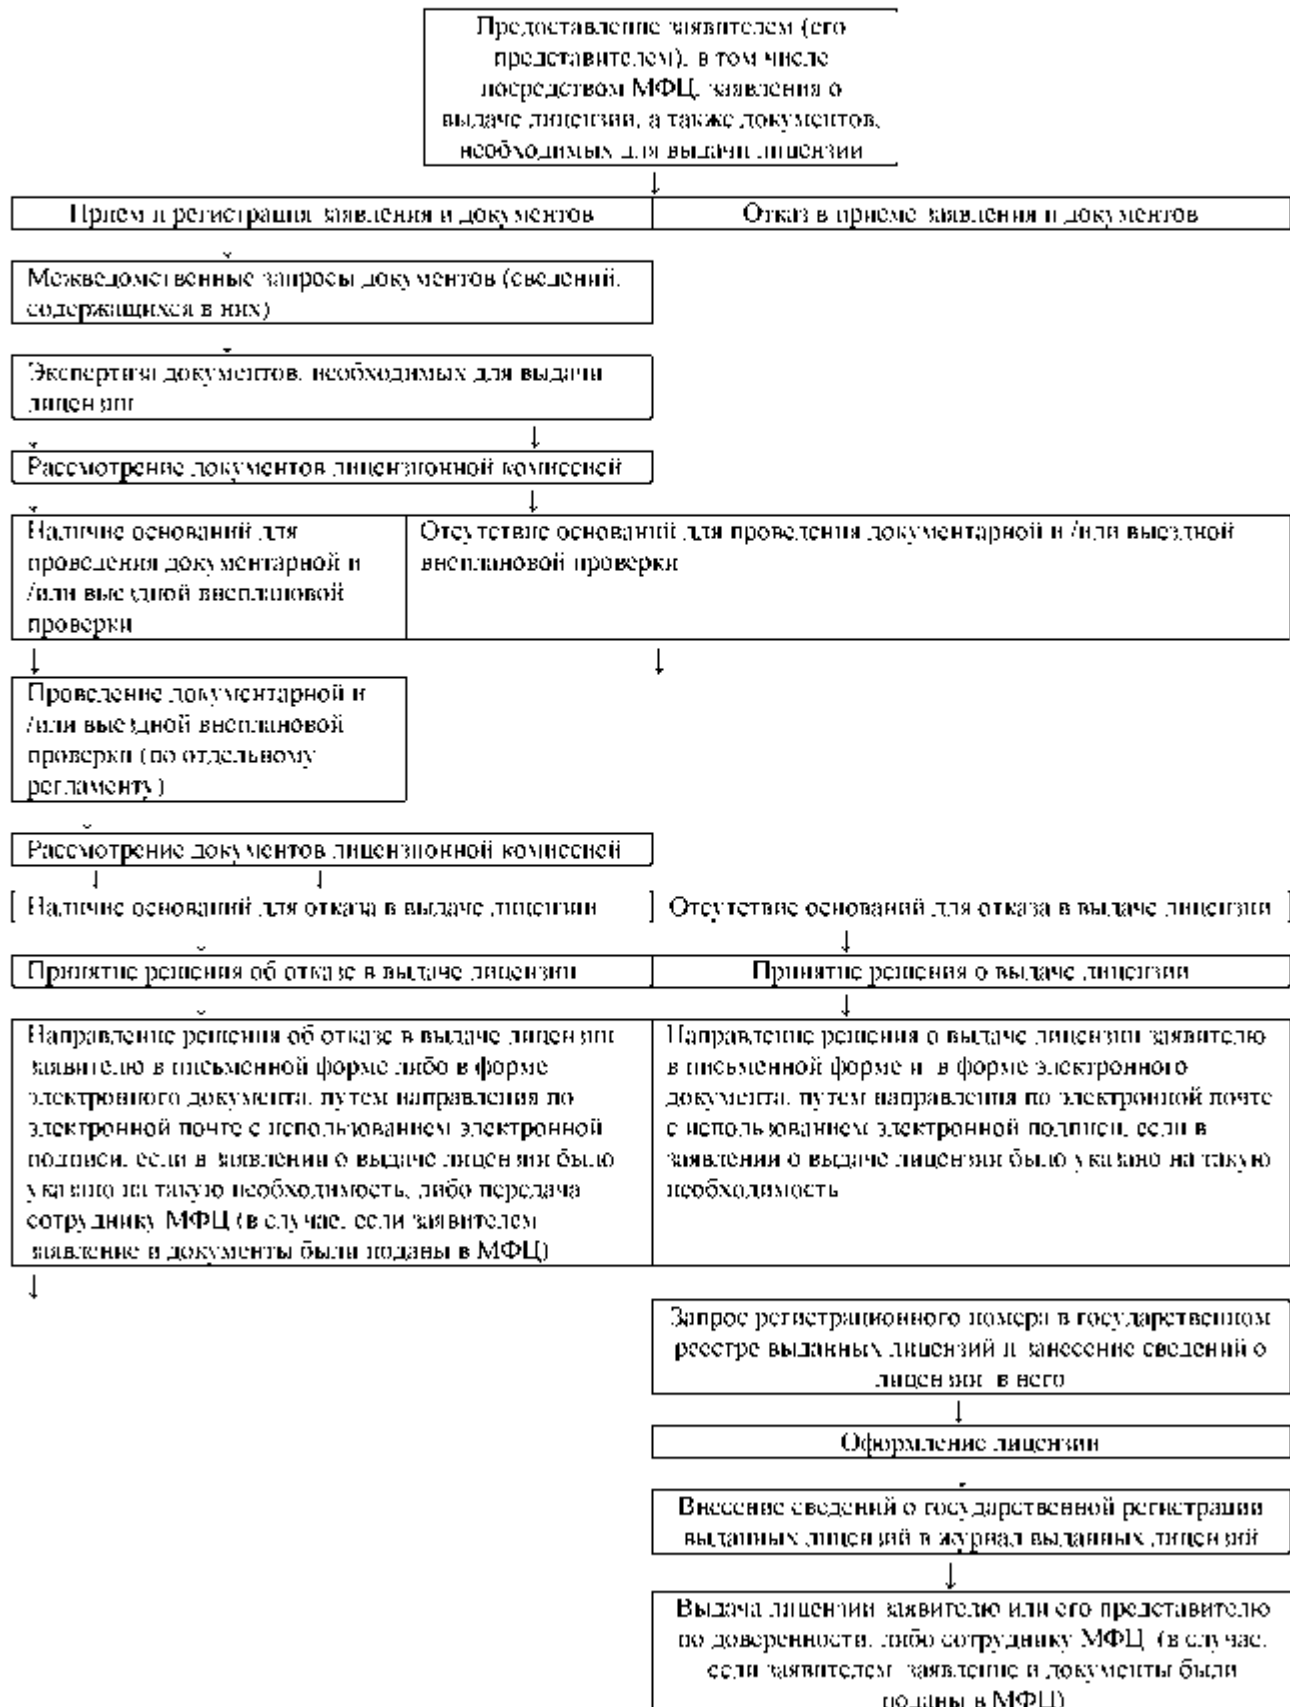 Предоставление заявителем (его
представителем), в том числе
посредством МФЦ, заявления о
выдаче лицензии, а также документов,
необходимых для выдачи лицензии
Прием и регистрация заявления и документов
Отказ в приеме заявления и документов
Межведомственные запросы документов (сведений,
содержащихся в них)
Экспертиза документов, необходимых для выдачи
лицензии
Рассмотрение документов лицензионной комиссией
Наличие оснований для
проведения документарной и
/или выездной внеплановой
проверки
Отсутствие оснований для проведения документарной и /или выездной
внеплановой проверки
Проведение документарной и
/или выездной внеплановой
проверки (по отдельному
регламенту)
Рассмотрение документов лицензионной комиссией
Наличие оснований для отказа в выдаче лицензии
Отсутствие оснований для отказа в выдаче лицензии
Принятие решения об отказе в выдаче лицензии
Принятие решения о выдаче лицензии
Направление решения об отказе в выдаче лицензии
заявителю в письменной форме либо в форме
электронного документа, путем направления по
электронной почте с использованием электронной
подписи, если в заявлении о выдаче лицензии было
указано на такую необходимость, либо передача
сотруднику МФЦ (в случае, если заявителем
заявление и документы были поданы в МФЦ)
Направление решения о выдаче лицензии заявителю
в письменной форме и в форме электронного
документа, путем направления по электронной почте
с использованием электронной подписи, если в
заявлении о выдаче лицензии было указано на такую
необходимость
Запрос регистрационного номера в государственном
реестре выданных лицензий и занесение сведений о
лицензии в него
Оформление лицензии
Внесение сведений о государственной регистрации
выданных лицензий в журнал выданных лицензий
Выдача лицензии заявителю или его представителю
по доверенности, либо сотруднику МФЦ (в случае,
если заявителем заявление и документы были
поданы в МФЦ)